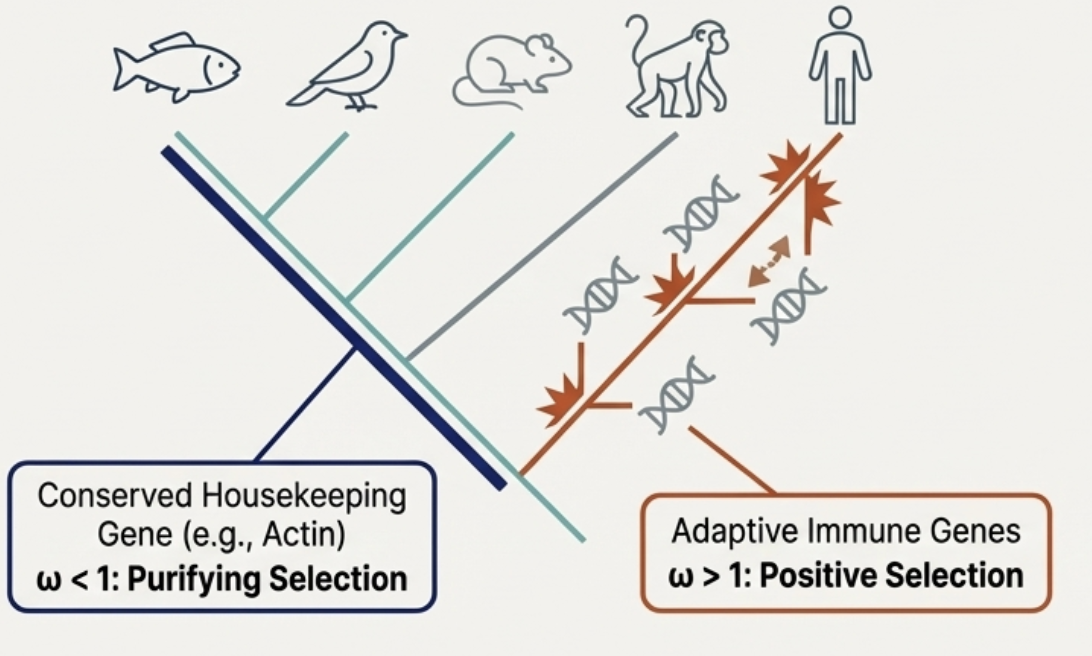 Conserved Housekeeping
Gene (e.g., Actin)
ω < 1: Purifying Selection
Adaptive Immune Genes
ω > 1: Positive Selection